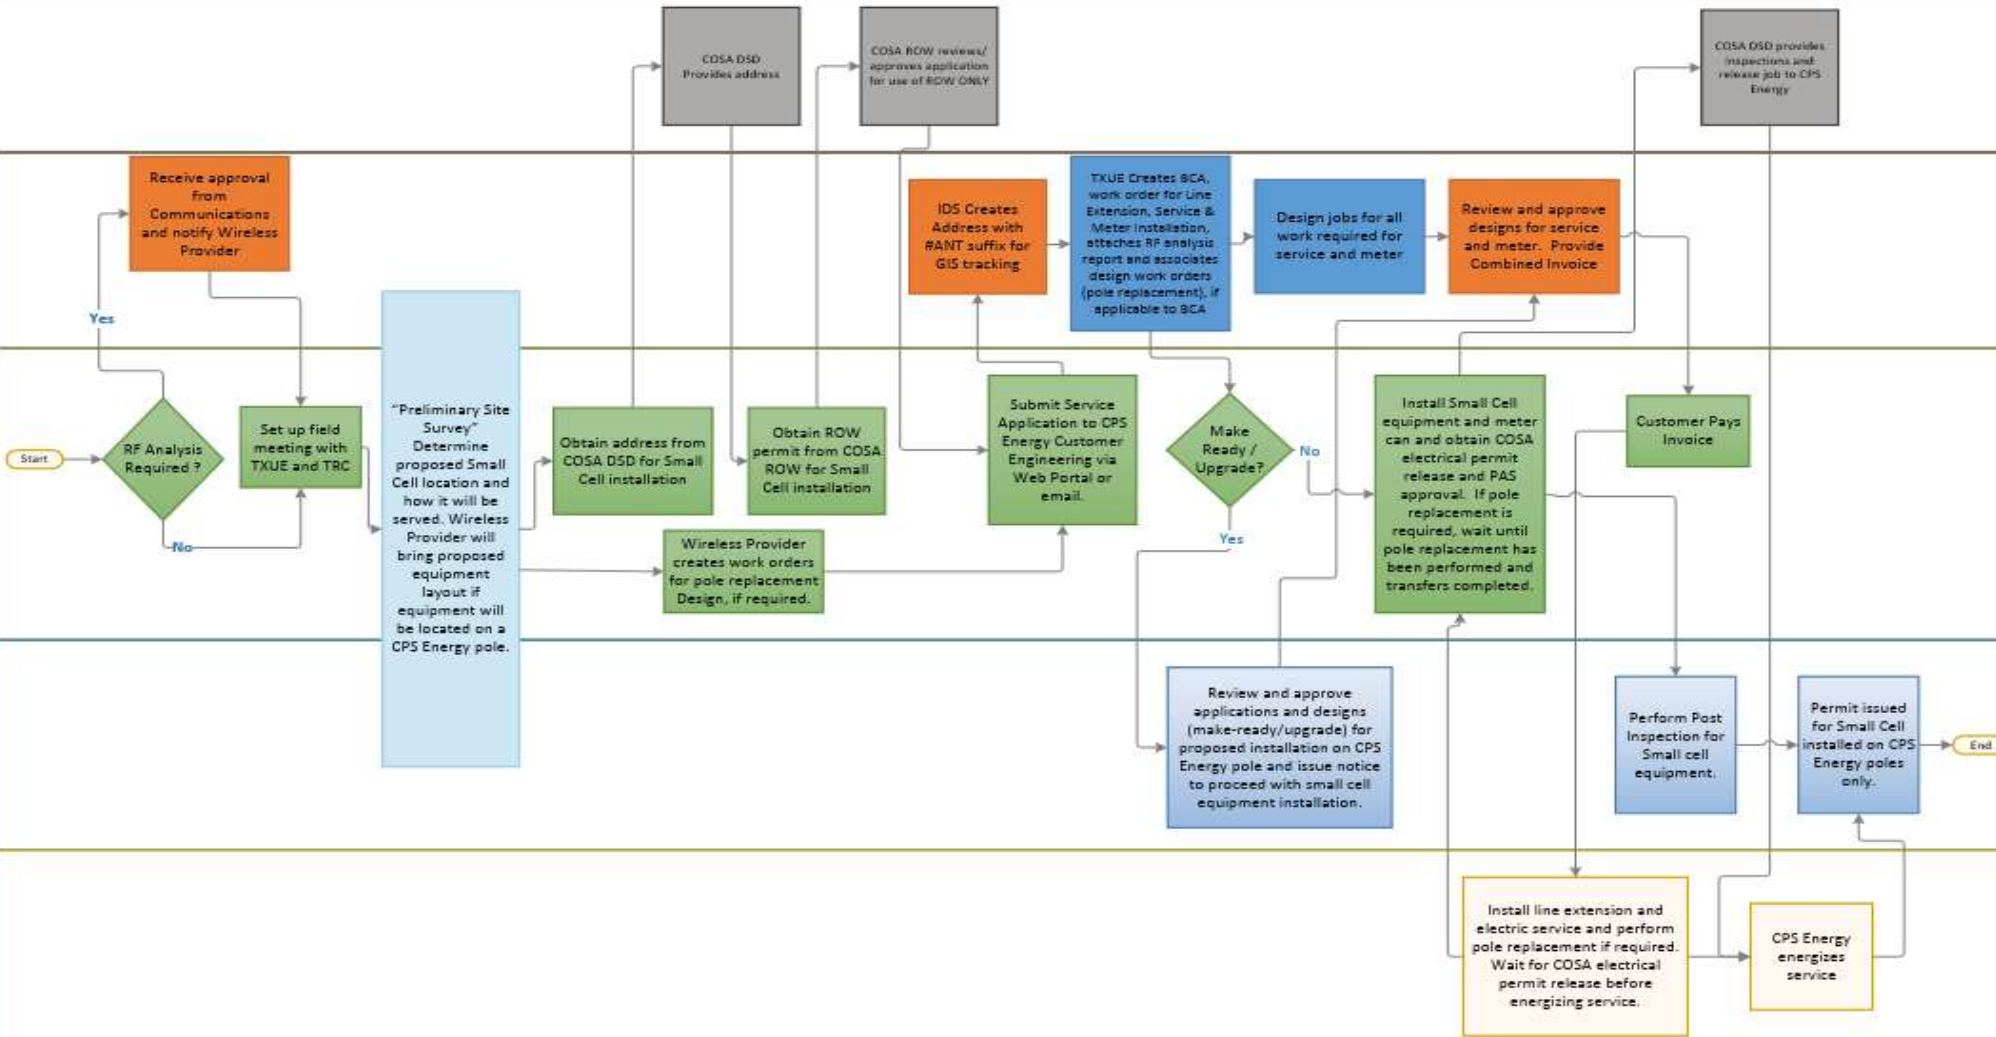 COSA DSD
Provides address
COSA ROW reviews/
approves application
for use of ROW ONLY
COSA DSD provides
inspections and
release job to CPS
Energy
Receive approval
from
Communications
and notify Wireless
Provider
Yes
Start
RF Analysis
Required ?
No
Set up field
meeting with
TXUE and TRC
"Preliminary Site
Survey"
Determine
proposed Small
Cell location and
how it will be
served. Wireless
Provider will
bring proposed
equipment
layout if
equipment will
be located on a
CPS Energy pole.
Obtain address from
COSA DSD for Small
Cell installation
Obtain ROW
permit from COSA
ROW for Small
Cell installation
Wireless Provider
creates work orders
for pole replacement
Design, if required.
Submit Service
Application to CPS
Energy Customer
Engineering via
Web Portal or
email.
IDS Creates
Address with
#ANT suffix for
GIS tracking
TXUE Creates BCA,
work order for Line
Extension, Service &
Meter Installation,
attaches RF analysis
report and associates
design work orders
(pole replacement), if
applicable to BCA
Design jobs for all
work required for
service and meter
Review and approve
designs for service
and meter. Provide
Combined Invoice
Make
Ready /
Upgrade?
No
Yes
Install Small Cell
equipment and meter
can and obtain COSA
electrical permit
release and PAS
approval. If pole
replacement is
required, wait until
pole replacement has
been performed and
transfers completed.
Customer Pays
Invoice
Review and approve
applications and designs
(make-ready/upgrade) for
proposed installation on CPS
Energy pole and issue notice
to proceed with small cell
equipment installation.
Perform Post
Inspection for
Small cell
equipment.
Permit issued
for Small Cell
installed on CPS
Energy poles
only.
End
Install line extension and
electric service and perform
pole replacement if required.
Wait for COSA electrical
permit release before
energizing service.
CPS Energy
energizes
service